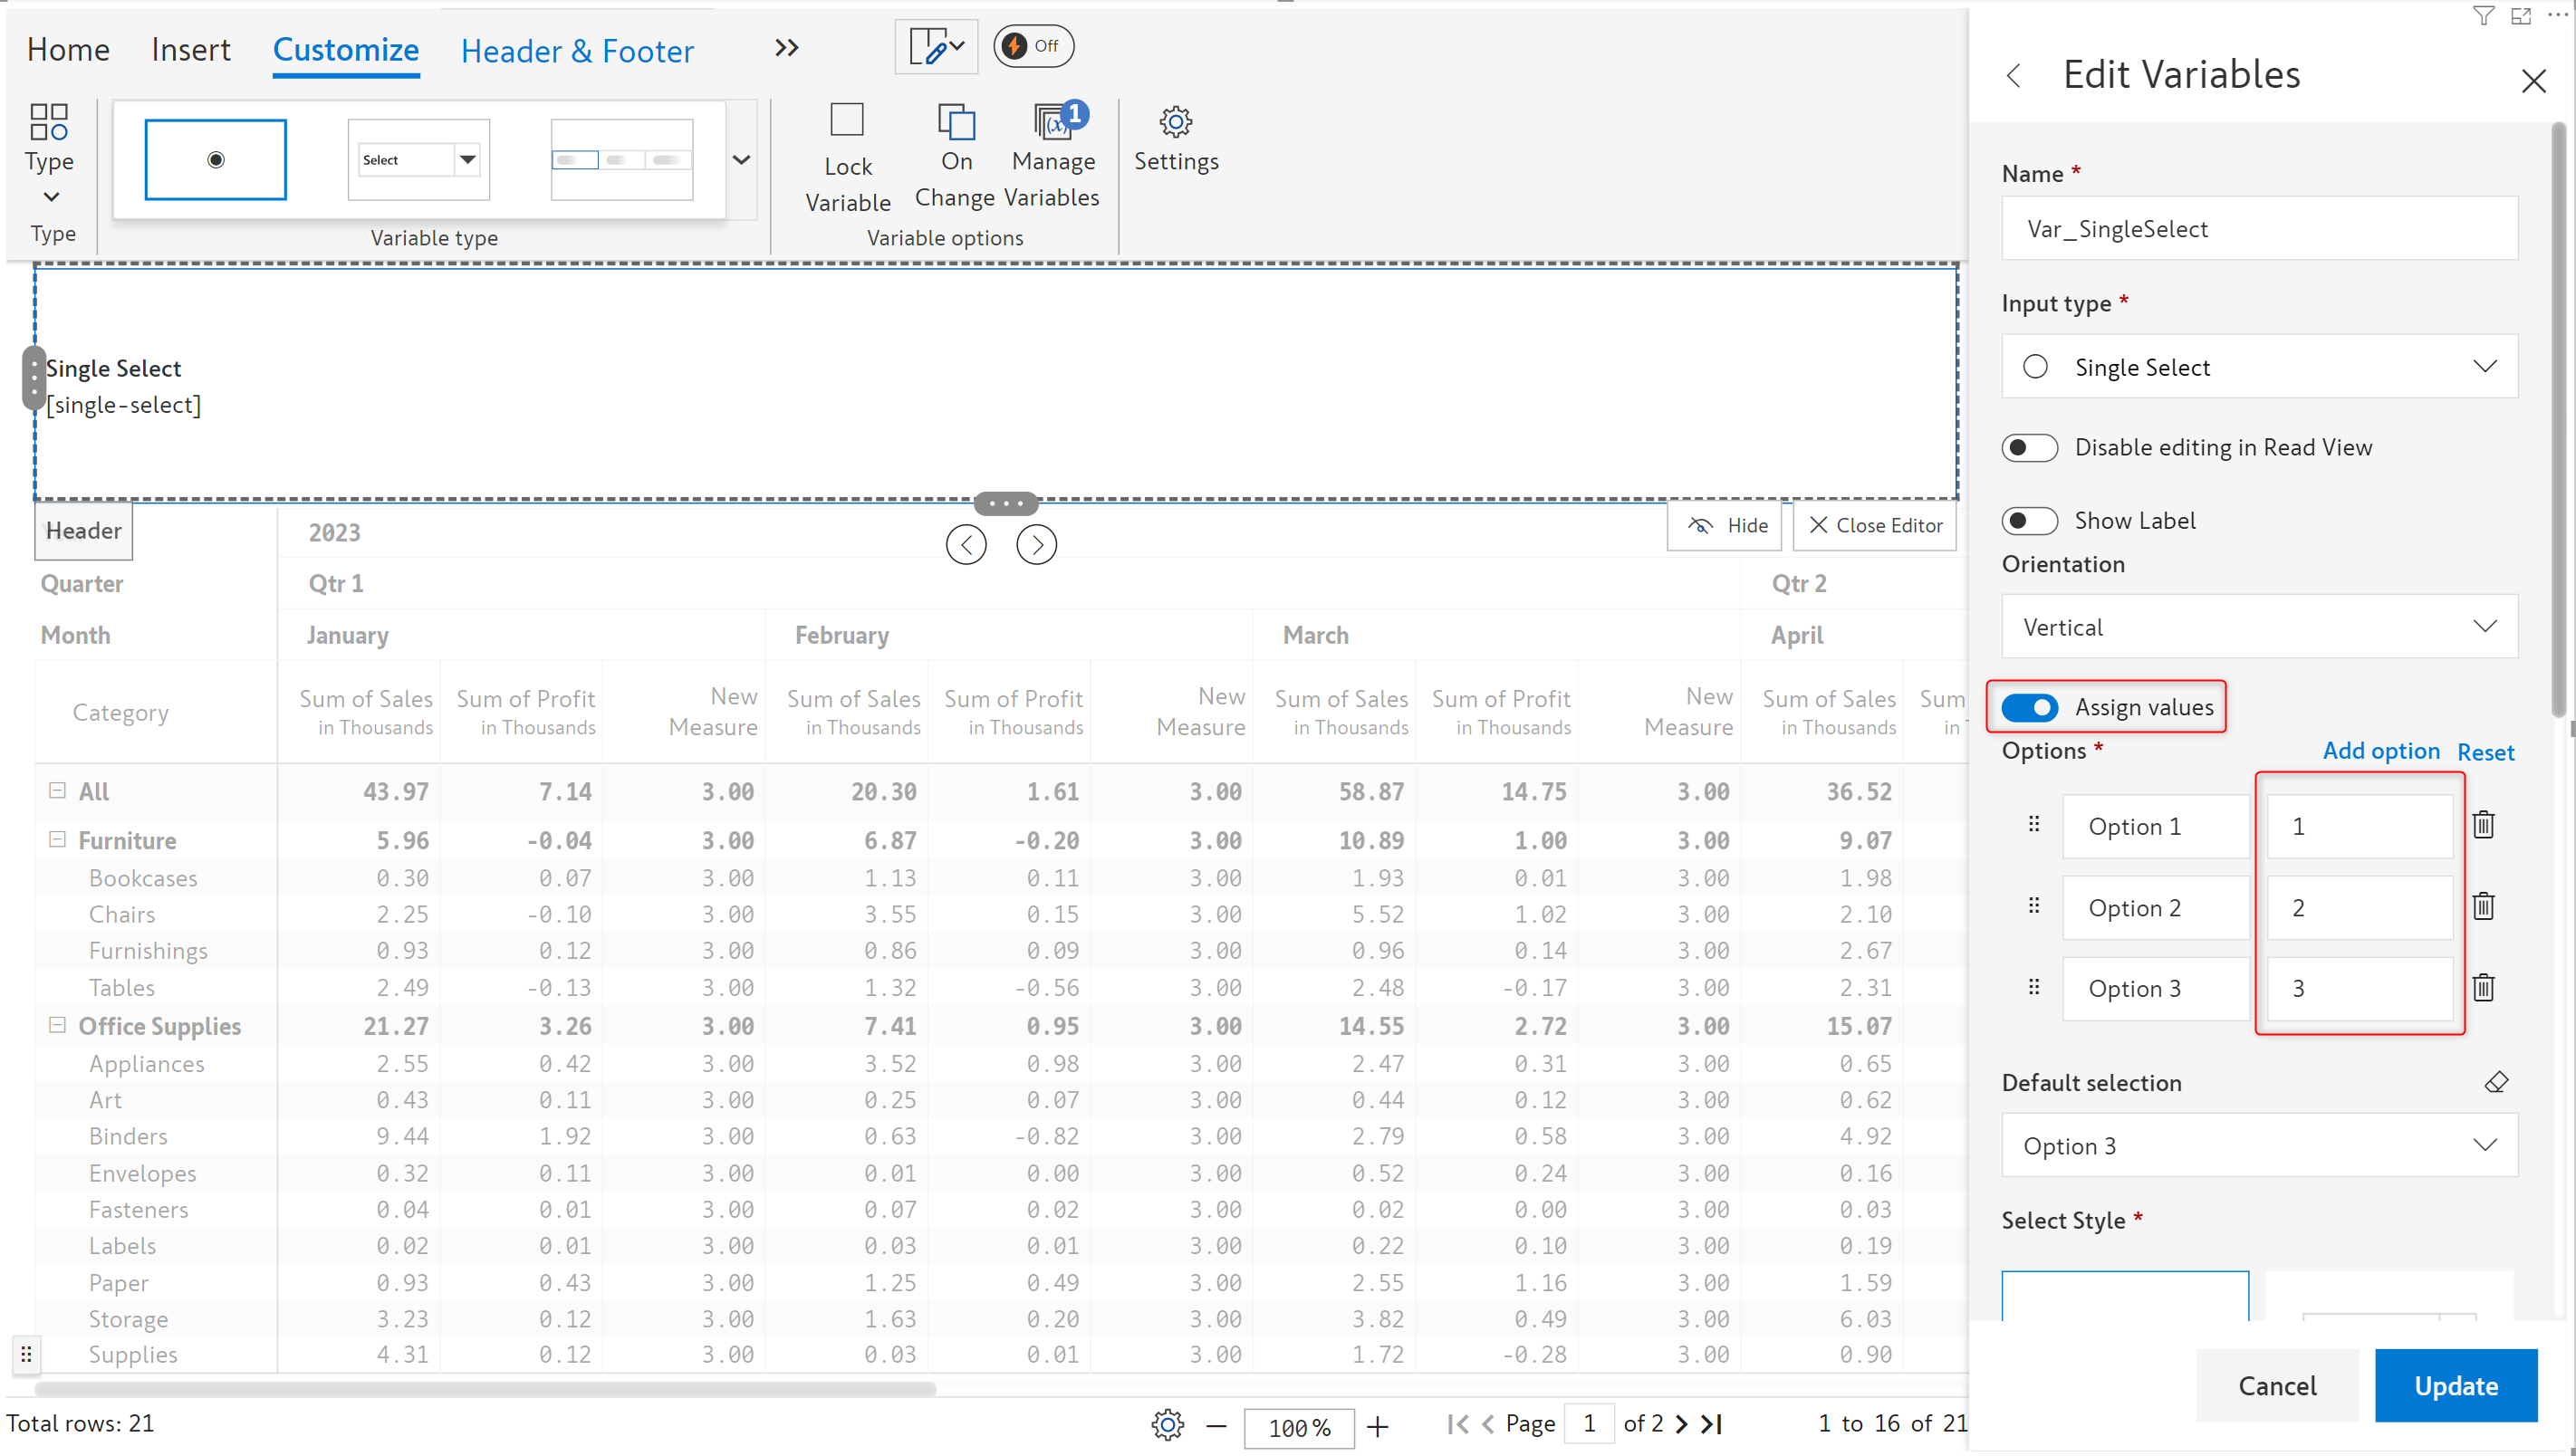 Home Insert Customize Header & Footer Off
Type
Type
Select
Variable type
Lock Variable
On Change
Manage Variables
1
(x)
Variable options
Settings
Single Select
[single-select]
Header
Hide
Close Editor
2023
Quarter Qtr 1 Qtr 2
Month January February March April
Category Sum of Sales in Thousands Sum of Profit in Thousands New Measure Sum of Sales in Thousands Sum of Profit in Thousands New Measure Sum of Sales in Thousands Sum of Profit in Thousands New Measure Sum of Sales in Thousands Sum in
All 43.97 7.14 3.00 20.30 1.61 3.00 58.87 14.75 3.00 36.52
Furniture 5.96 -0.04 3.00 6.87 -0.20 3.00 10.89 1.00 3.00 9.07
Bookcases 0.30 0.07 3.00 1.13 0.11 3.00 1.93 0.01 3.00 1.98
Chairs 2.25 -0.10 3.00 3.55 0.15 3.00 5.52 1.02 3.00 2.10
Furnishings 0.93 0.12 3.00 0.86 0.09 3.00 0.96 0.14 3.00 2.67
Tables 2.49 -0.13 3.00 1.32 -0.56 3.00 2.48 -0.17 3.00 2.31
Office Supplies 21.27 3.26 3.00 7.41 0.95 3.00 14.55 2.72 3.00 15.07
Appliances 2.55 0.42 3.00 3.52 0.98 3.00 2.47 0.31 3.00 0.65
Art 0.43 0.11 3.00 0.25 0.07 3.00 0.44 0.12 3.00 0.62
Binders 9.44 1.92 3.00 0.63 -0.82 3.00 2.79 0.58 3.00 4.92
Envelopes 0.32 0.11 3.00 0.01 0.00 3.00 0.52 0.24 3.00 0.16
Fasteners 0.04 0.01 3.00 0.07 0.02 3.00 0.02 0.00 3.00 0.03
Labels 0.02 0.01 3.00 0.03 0.01 3.00 0.22 0.10 3.00 0.19
Paper 0.93 0.43 3.00 1.25 0.49 3.00 2.55 1.16 3.00 1.59
Storage 3.23 0.12 3.00 1.63 0.20 3.00 3.82 0.49 3.00 6.03
Supplies 4.31 0.12 3.00 0.03 0.01 3.00 1.72 -0.28 3.00 0.90
Total rows: 21 100% Page 1 of 2 1 to 16 of 21
Edit Variables
Name *
Var_SingleSelect
Input type *
Single Select
Disable editing in Read View
Show Label
Orientation
Vertical
Assign values
Options * Add option Reset
Option 1 1
Option 2 2
Option 3 3
Default selection
Option 3
Select Style *
Cancel Update